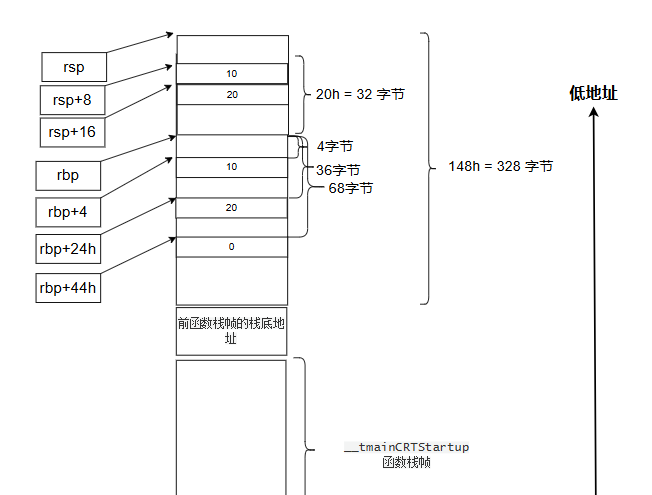 rsp
rsp+8
rsp+16
rbp
rbp+4
rbp+24h
rbp+44h
10
20
10
20
0
前函数栈帧的栈底地
址
20h = 32 字节
4字节
36字节
68字节
148h = 328 字节
低地址
__tmainCRTStartup
函数栈帧